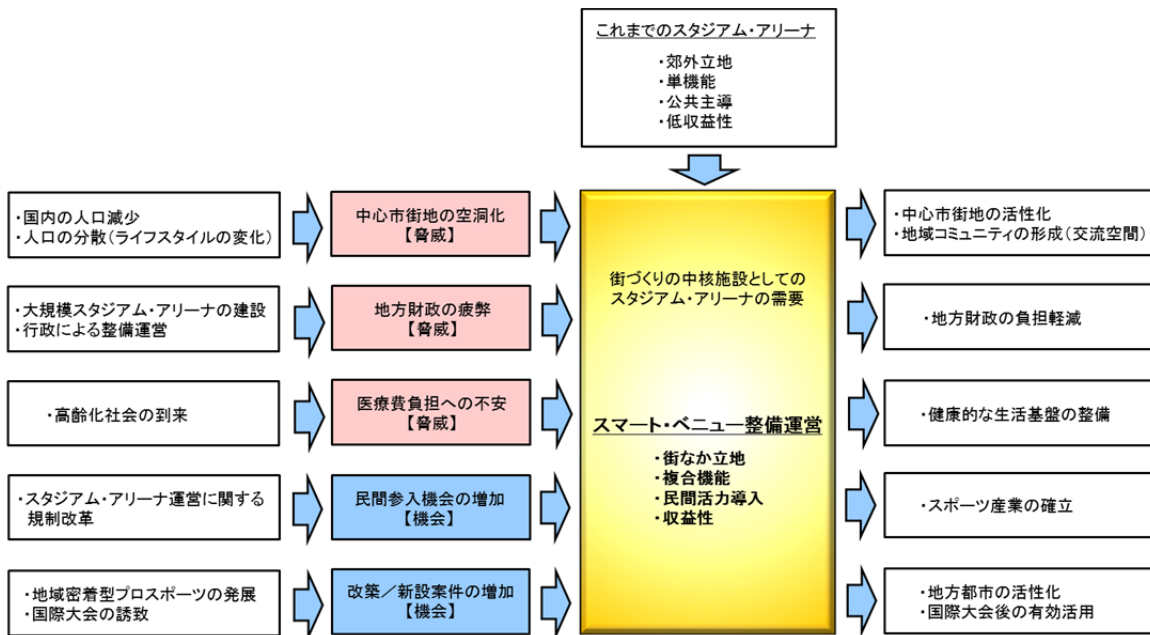 これまでのスタジアム・アリーナ
・郊外立地
・単機能
・公共主導
・低収益性
・国内の人口減少
・人口の分散(ライフスタイルの変化)
中心市街地の空洞化
【脅威】
・中心市街地の活性化
・地域コミュニティの形成(交流空間)
街づくりの中核施設としての
スタジアム・アリーナの需要
・大規模スタジアム・アリーナの建設
・行政による整備運営
地方財政の疲弊
【脅威】
・地方財政の負担軽減
・高齢化社会の到来
医療費負担への不安
【脅威】
スマート・ベニュー整備運営
・街なか立地
・複合機能
・民間活力導入
・収益性
・健康的な生活基盤の整備
・スタジアム・アリーナ運営に関する
規制改革
民間参入機会の増加
【機会】
・スポーツ産業の確立
・地域密着型プロスポーツの発展
・国際大会の誘致
改築/新設案件の増加
【機会】
・地方都市の活性化
・国際大会後の有効活用